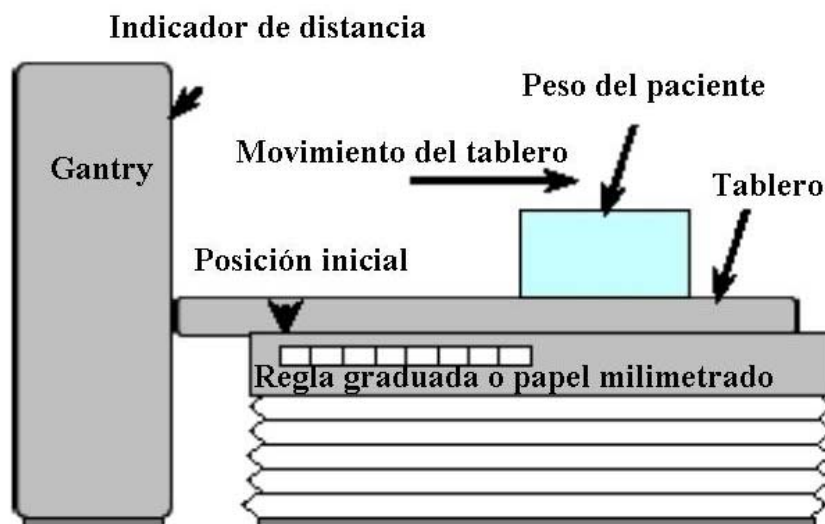 Indicador de distancia
Peso del paciente
Movimiento del tablero
Gantry
Tablero
Posición inicial
Regla graduada o papel milimetrado